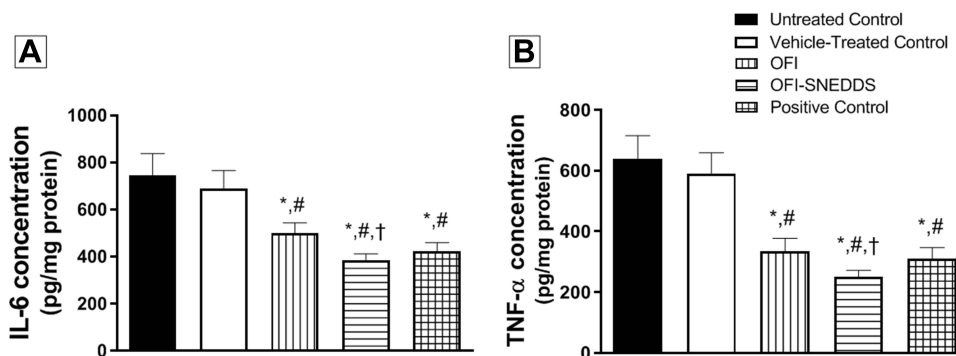 A
IL-6 concentration
(pg/mg protein)
1000
800
600
400
200
0
*,#
*,#,†
*,#
B
Untreated Control
Vehicle-Treated Control
OFI
OFI-SNEDDS
Positive Control
TNF-α concentration
(pg/mg protein)
800
600
400
200
0
*,#
*,#,†
*,#